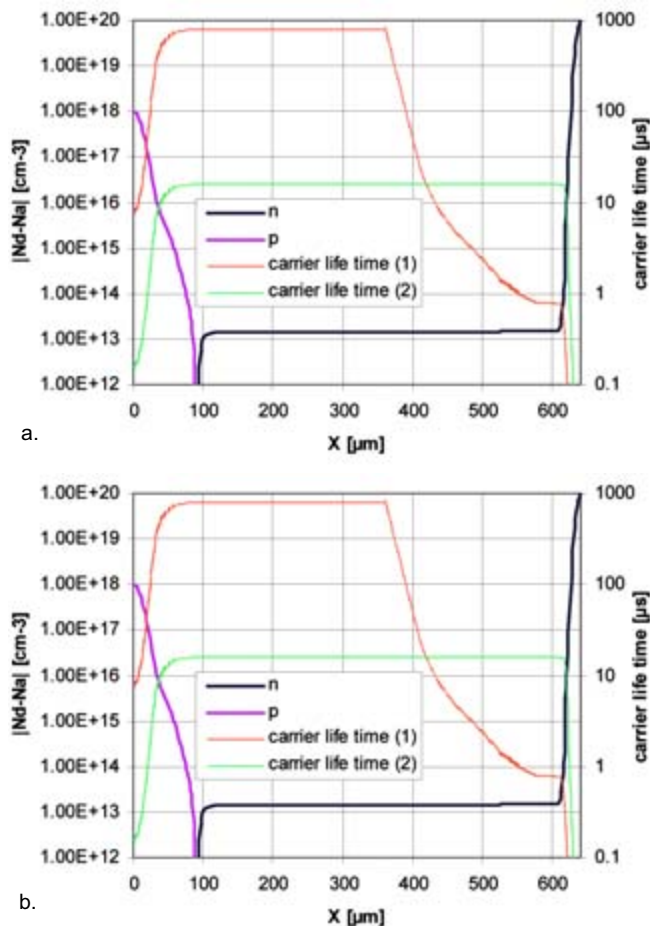 1.00E+20
1.00E+19
1.00E+18
1.00E+17
1.00E+16
1.00E+15
1.00E+14
1.00E+13
1.00E+12
|Nd-Na| [cm-3]
1000
100
10
1
0.1
carrier life time [µs]
n
p
carrier life time (1)
carrier life time (2)
0 100 200 300 400 500 600
X [µm]
a.
1.00E+20
1.00E+19
1.00E+18
1.00E+17
1.00E+16
1.00E+15
1.00E+14
1.00E+13
1.00E+12
|Nd-Na| [cm-3]
1000
100
10
1
0.1
carrier life time [µs]
n
p
carrier life time (1)
carrier life time (2)
0 100 200 300 400 500 600
X [µm]
b.